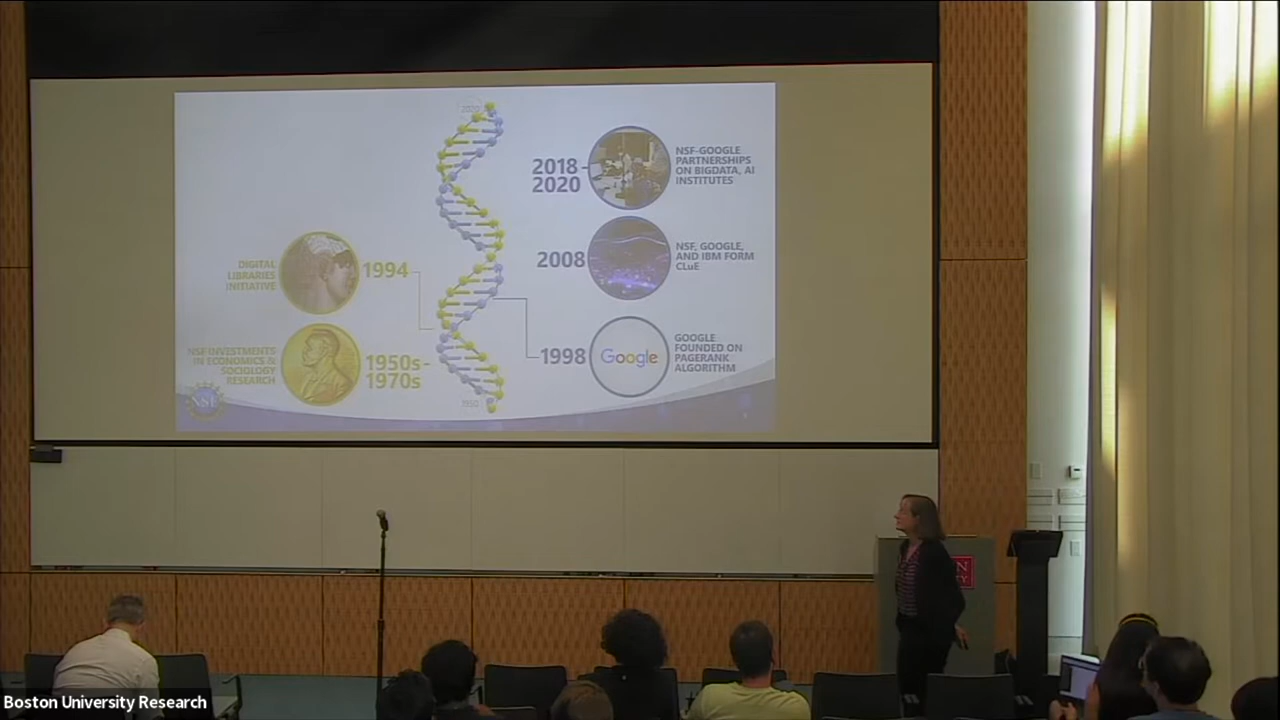 2020
2018-
2020
NSF-GOOGLE
PARTNERSHIPS
ON BIGDATA, AI
INSTITUTES
2008
NSF, GOOGLE,
AND IBM FORM
CLuE
DIGITAL
LIBRARIES
INITIATIVE
1994
1998
Google
GOOGLE
FOUNDED ON
PAGERANK
ALGORITHM
NSF INVESTMENTS
IN ECONOMICS &
SOCIOLOGY
RESEARCH
1950s-
1970s
1950
NSF
Boston University Research